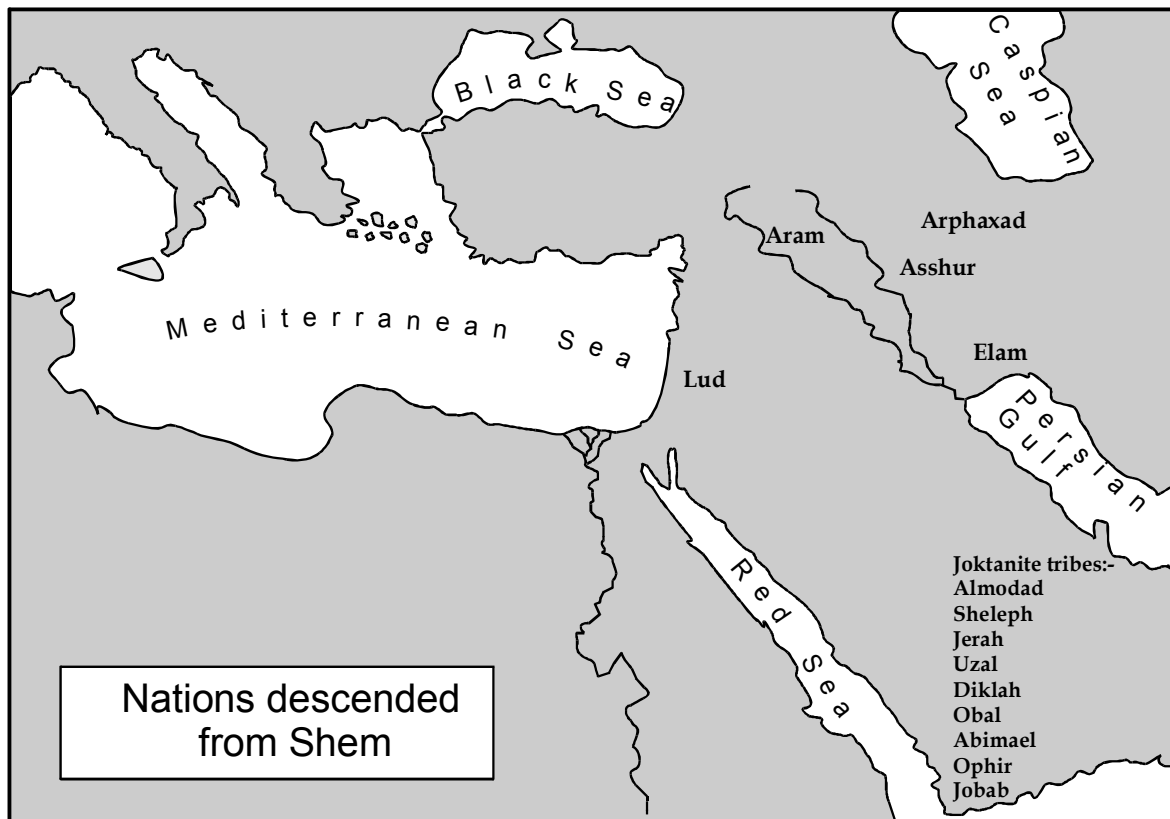 Black Sea
Caspian
Sea
Aram
Arphaxad
Asshur
Mediterranean Sea
Elam
Lud
Persian
Gulf
Red Sea
Joktanite tribes:-
Almodad
Sheleph
Jerah
Uzal
Diklah
Obal
Abimael
Ophir
Jobab
Nations descended
from Shem